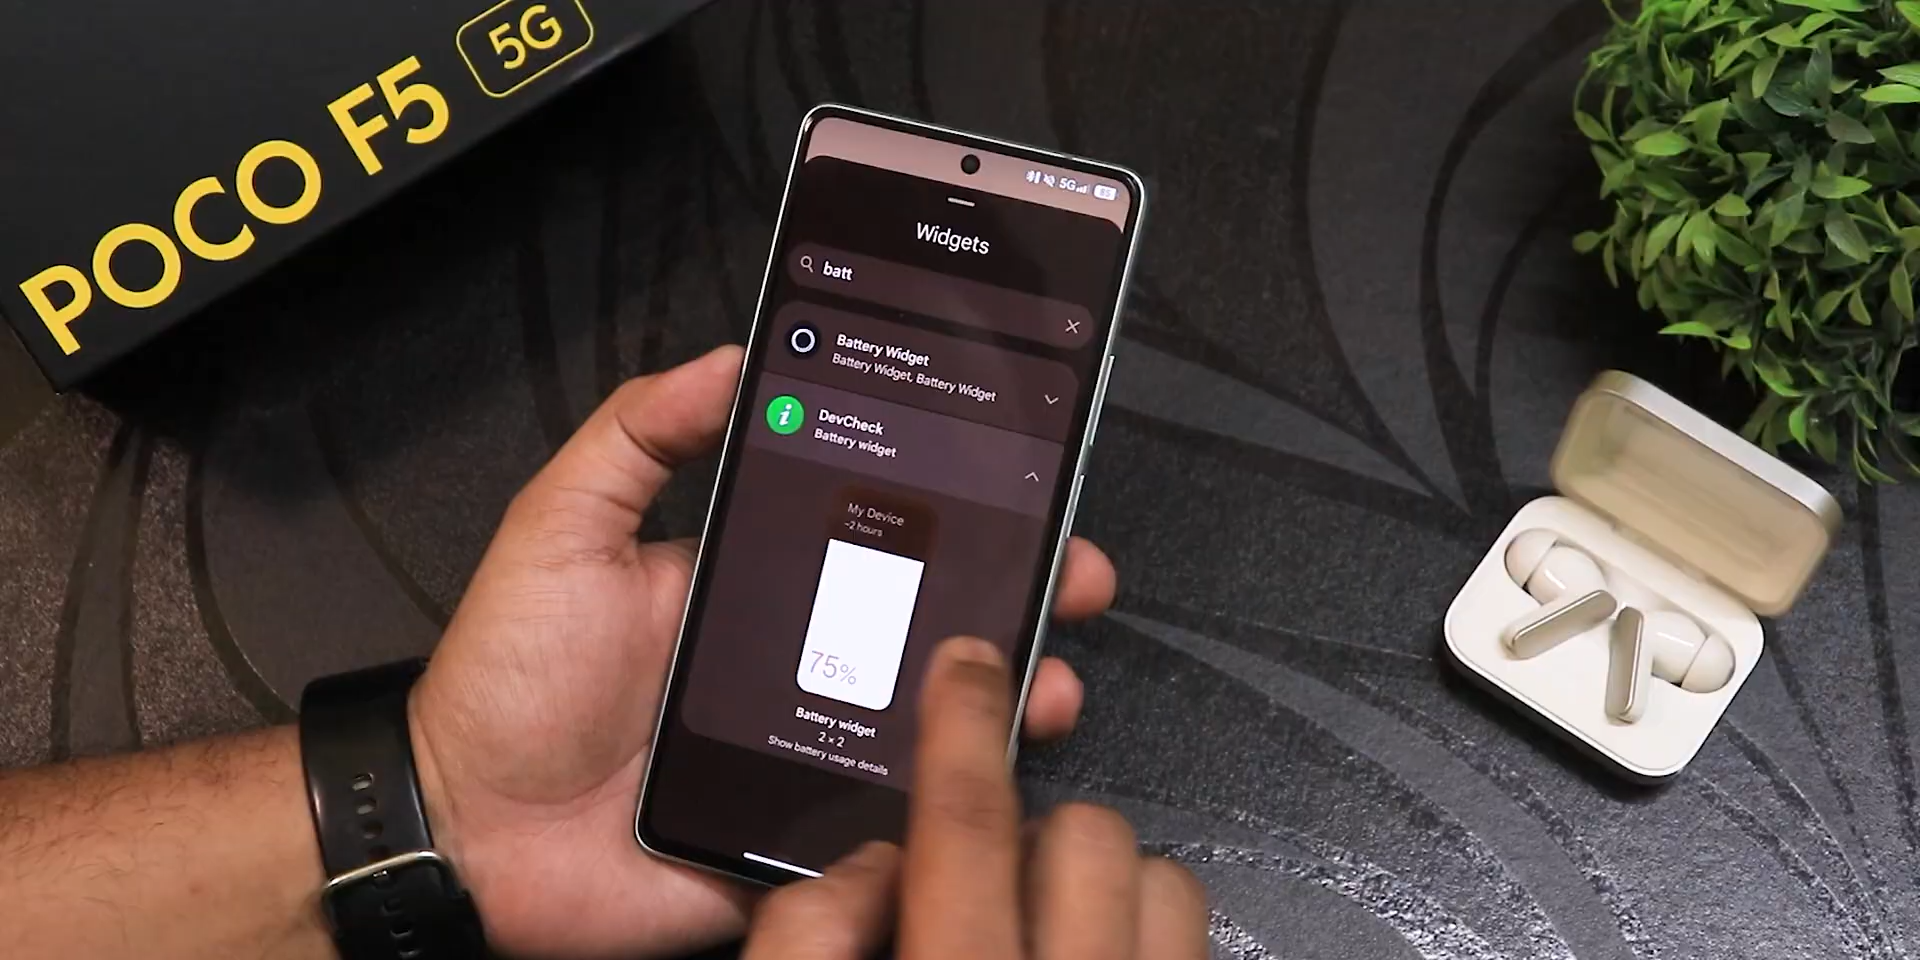 POCO F5 5G
5G 85
Widgets
batt
Battery Widget
Battery Widget, Battery Widget
DevCheck
Battery widget
My Device
~2 hours
75%
Battery widget
2 × 2
Show battery usage details